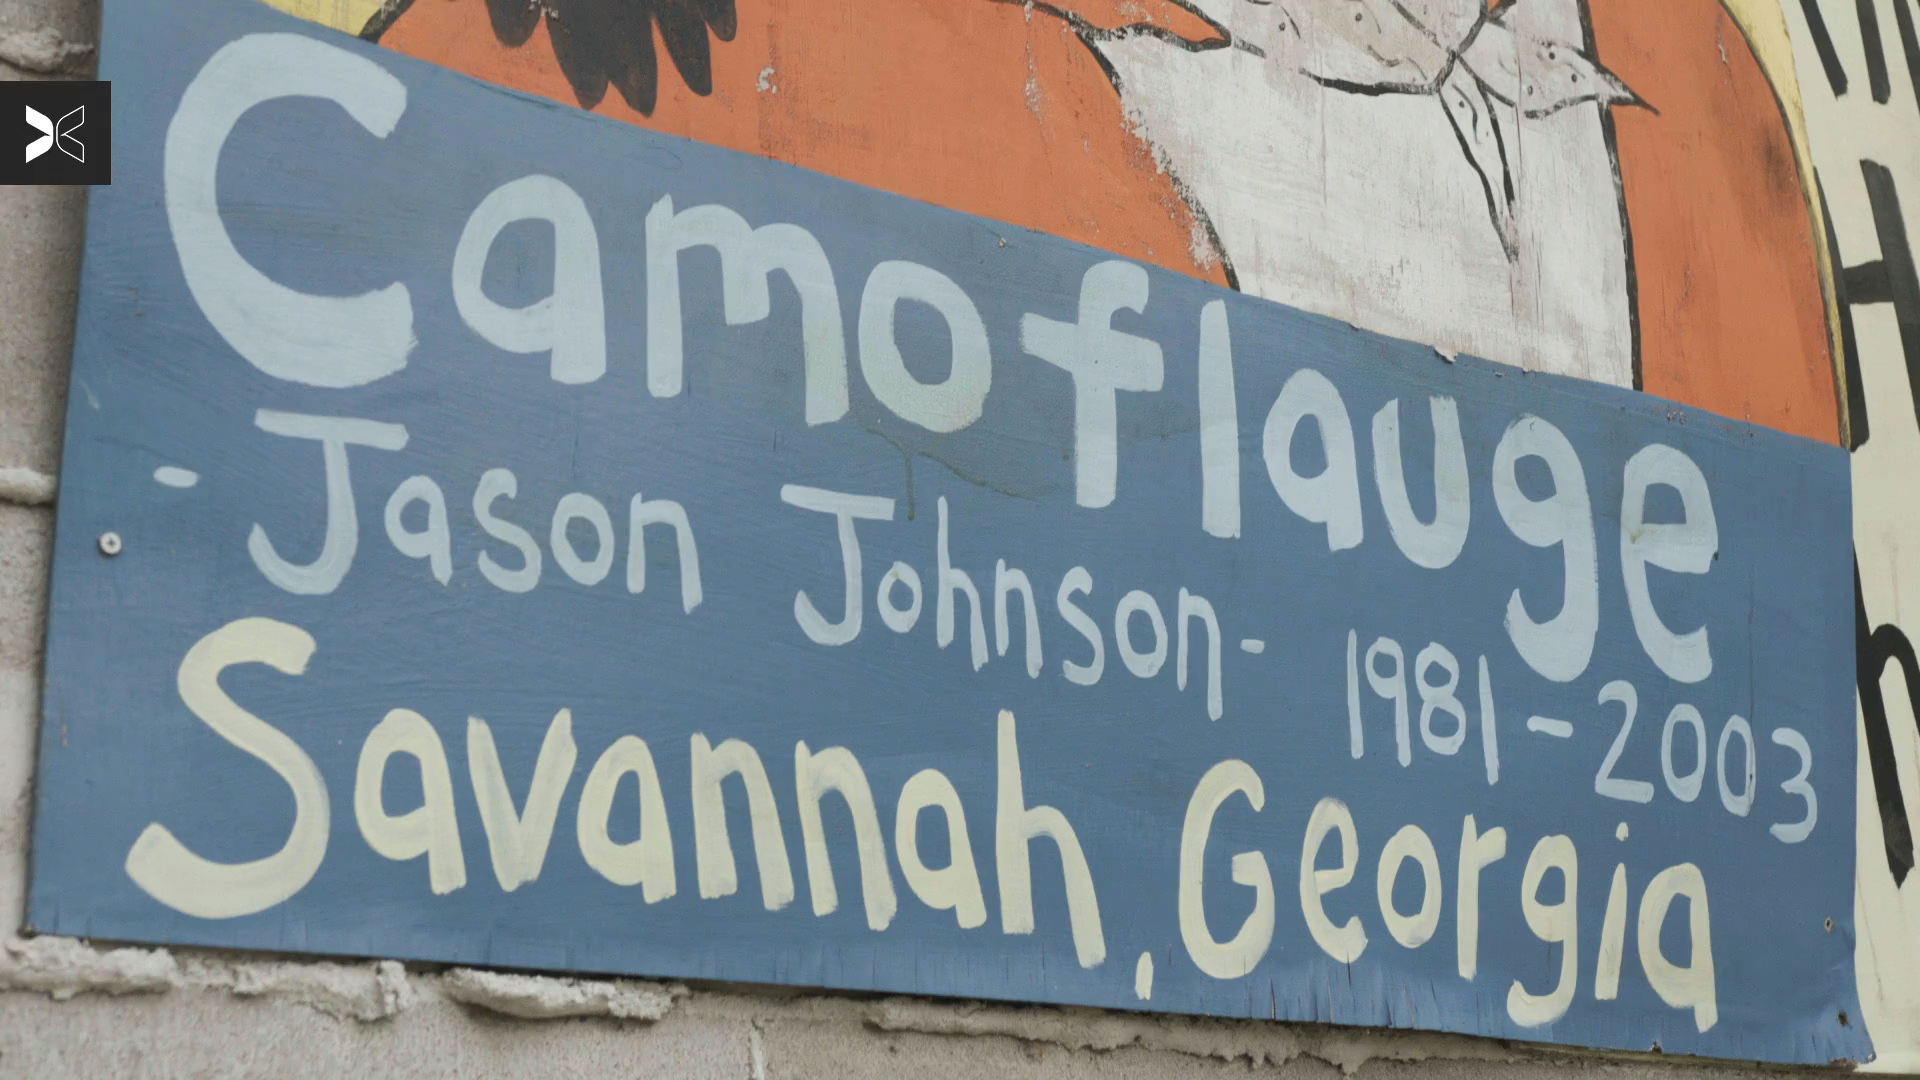 Camoflauge
- Jason Johnson- 1981-2003
Savannah, Georgia